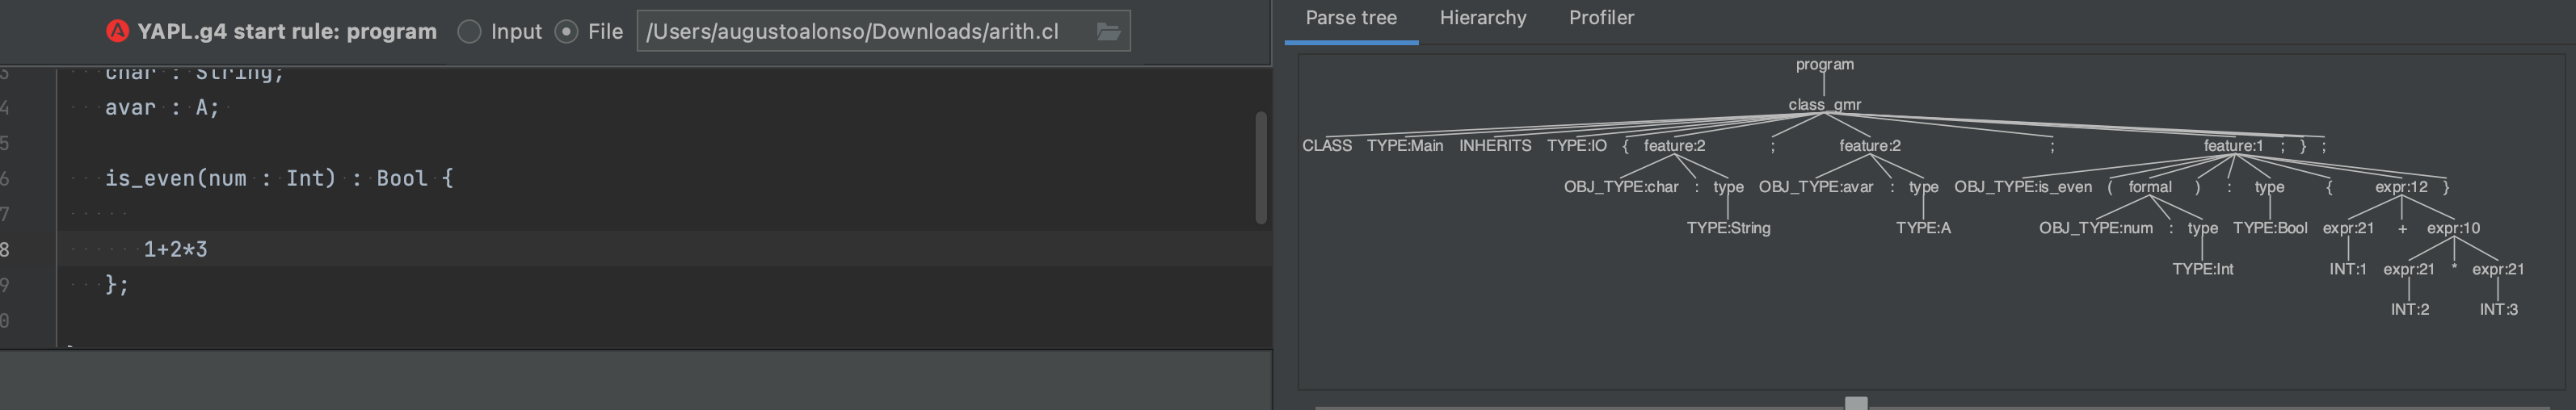 YAPL.g4 start rule: program Input File /Users/augustoalonso/Downloads/arith.cl
3 char : String;
4 avar : A;
5
6 is_even(num : Int) : Bool {
7
8 1+2*3
9 };
0
Parse tree Hierarchy Profiler
program
class_gmr
CLASS TYPE:Main INHERITS TYPE:IO { feature:2 ; feature:2 ; feature:1 ; } ;
OBJ_TYPE:char : type OBJ_TYPE:avar : type OBJ_TYPE:is_even ( formal ) : type { expr:12 }
TYPE:String TYPE:A OBJ_TYPE:num : type TYPE:Bool expr:21 + expr:10
TYPE:Int INT:1 expr:21 * expr:21
INT:2 INT:3